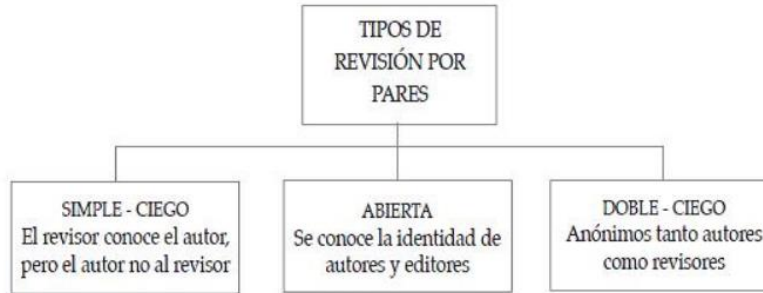 TIPOS DE
REVISIÓN POR
PARES
SIMPLE - CIEGO
El revisor conoce el autor,
pero el autor no al revisor
ABIERTA
Se conoce la identidad de
autores y editores
DOBLE - CIEGO
Anónimos tanto autores
como revisores